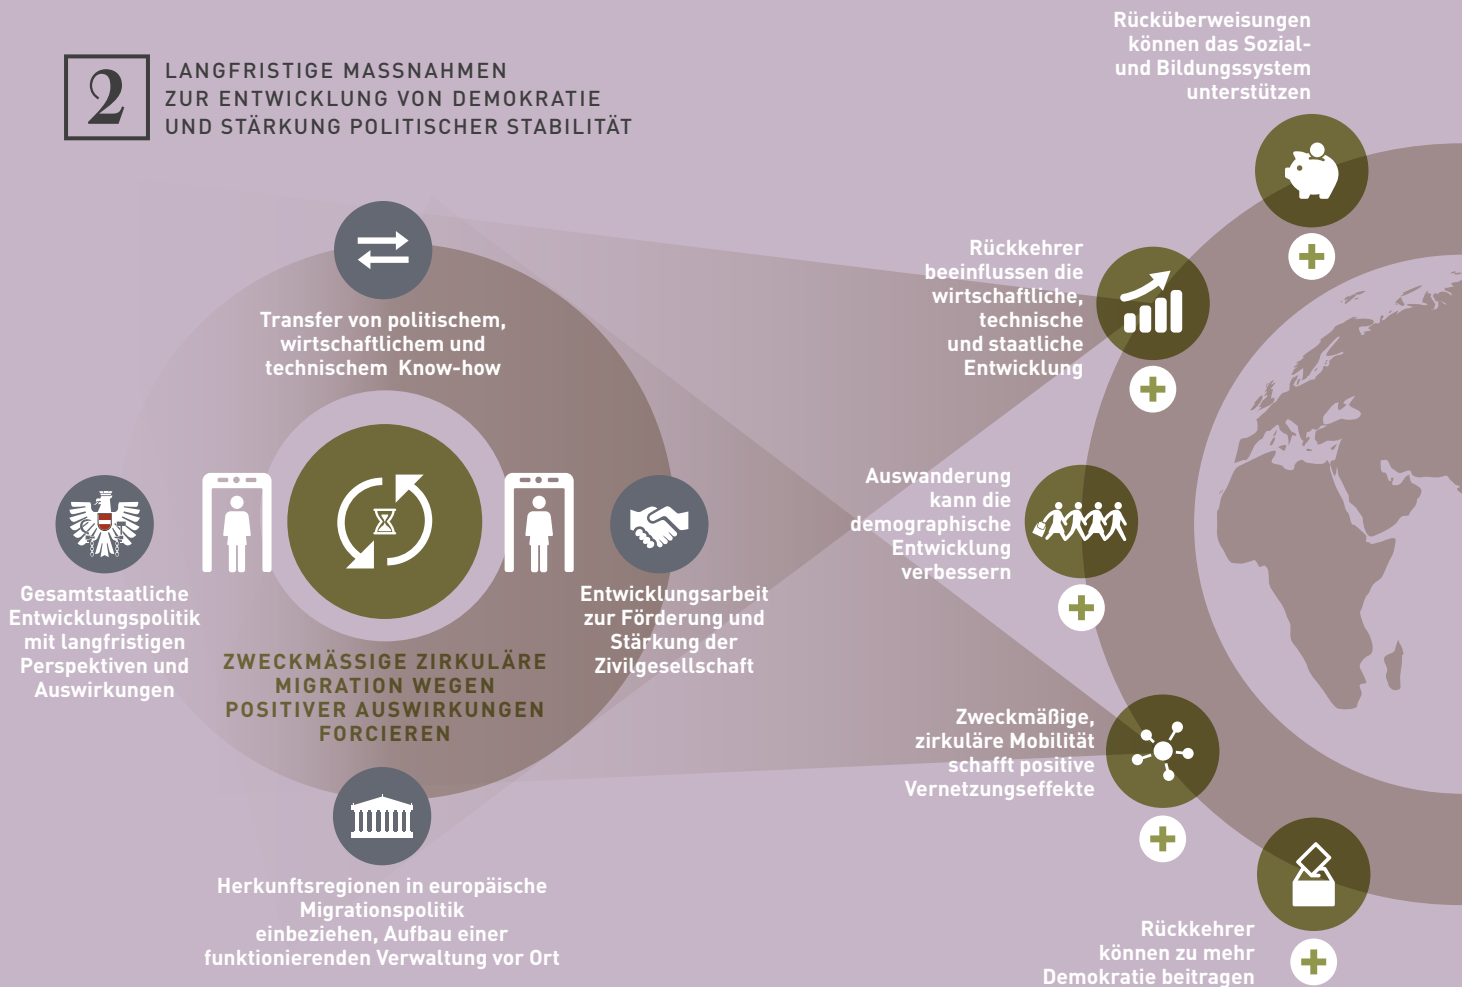 2
LANGFRISTIGE MASSNAHMEN
ZUR ENTWICKLUNG VON DEMOKRATIE
UND STÄRKUNG POLITISCHER STABILITÄT
Transfer von politischem,
wirtschaftlichem und
technischem Know-how
Gesamtstaatliche
Entwicklungspolitik
mit langfristigen
Perspektiven und
Auswirkungen
ZWECKMÄSSIGE ZIRKULÄRE
MIGRATION WEGEN
POSITIVER AUSWIRKUNGEN
FORCIEREN
Entwicklungsarbeit
zur Förderung und
Stärkung der
Zivilgesellschaft
Herkunftsregionen in europäische
Migrationspolitik
einbeziehen, Aufbau einer
funktionierenden Verwaltung vor Ort
Rücküberweisungen
können das Sozial-
und Bildungssystem
unterstützen
Rückkehrer
beeinflussen die
wirtschaftliche,
technische
und staatliche
Entwicklung
Auswanderung
kann die
demographische
Entwicklung
verbessern
Zweckmäßige,
zirkuläre Mobilität
schafft positive
Vernetzungseffekte
Rückkehrer
können zu mehr
Demokratie beitragen